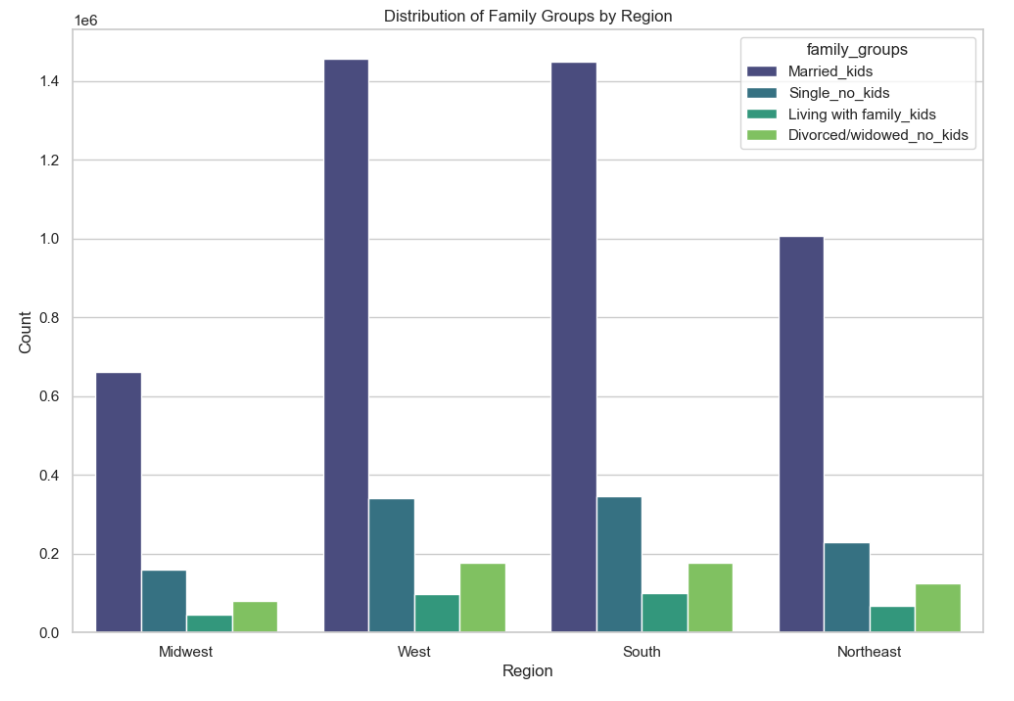 Distribution of Family Groups by Region
1e6
family_groups
Married_kids
Single_no_kids
Living with family_kids
Divorced/widowed_no_kids
1.4
1.2
1.0
0.8
0.6
0.4
0.2
0.0
Count
Midwest West South Northeast
Region